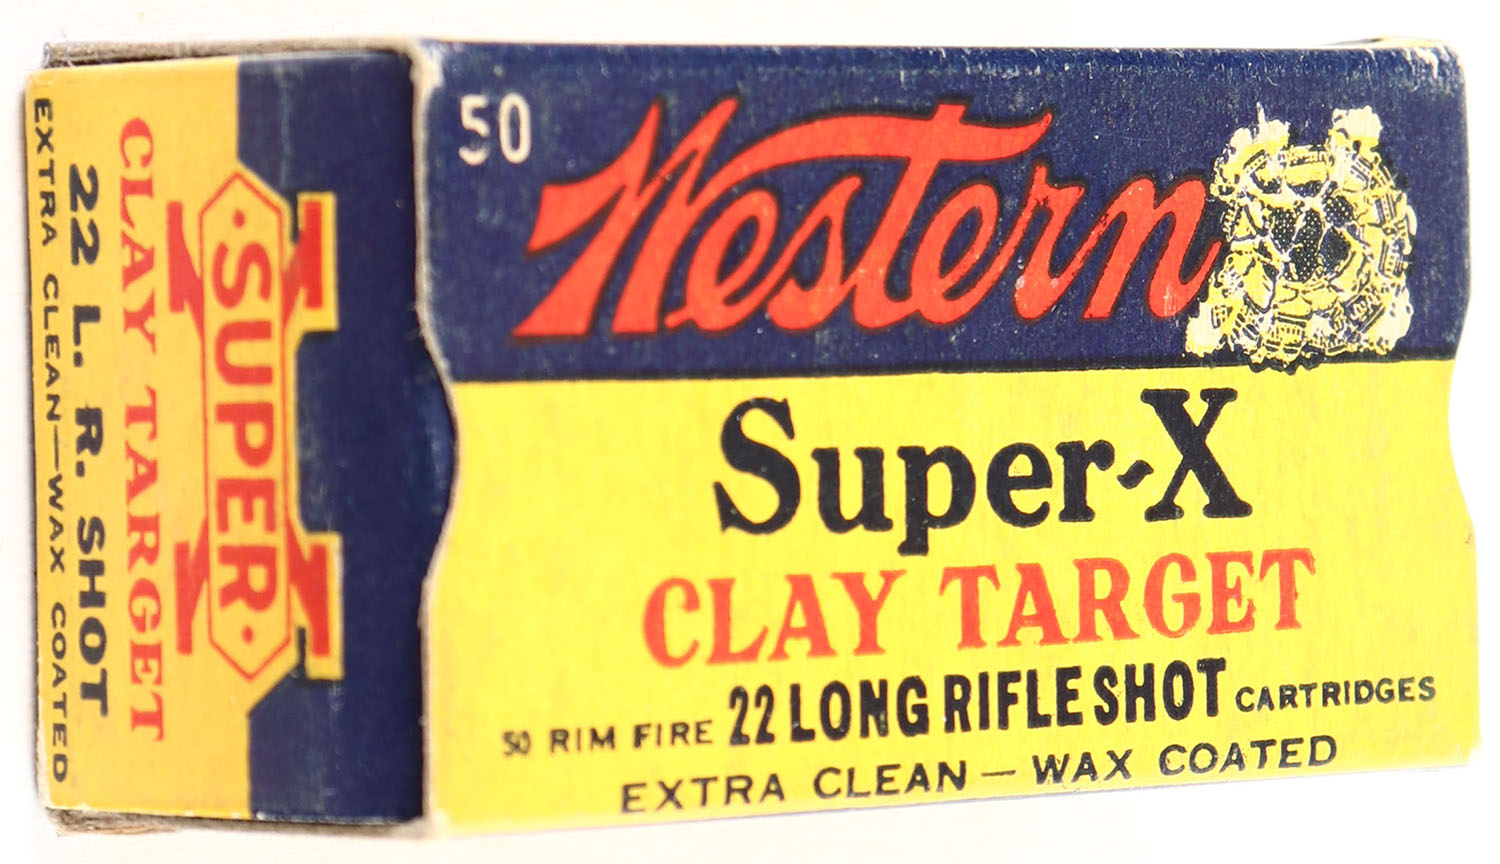 50
Western
Super-X
CLAY TARGET
50 RIM FIRE 22 LONG RIFLE SHOT CARTRIDGES
EXTRA CLEAN — WAX COATED
SUPER
X
CLAY TARGET
22 L. R. SHOT
EXTRA CLEAN—WAX COATED